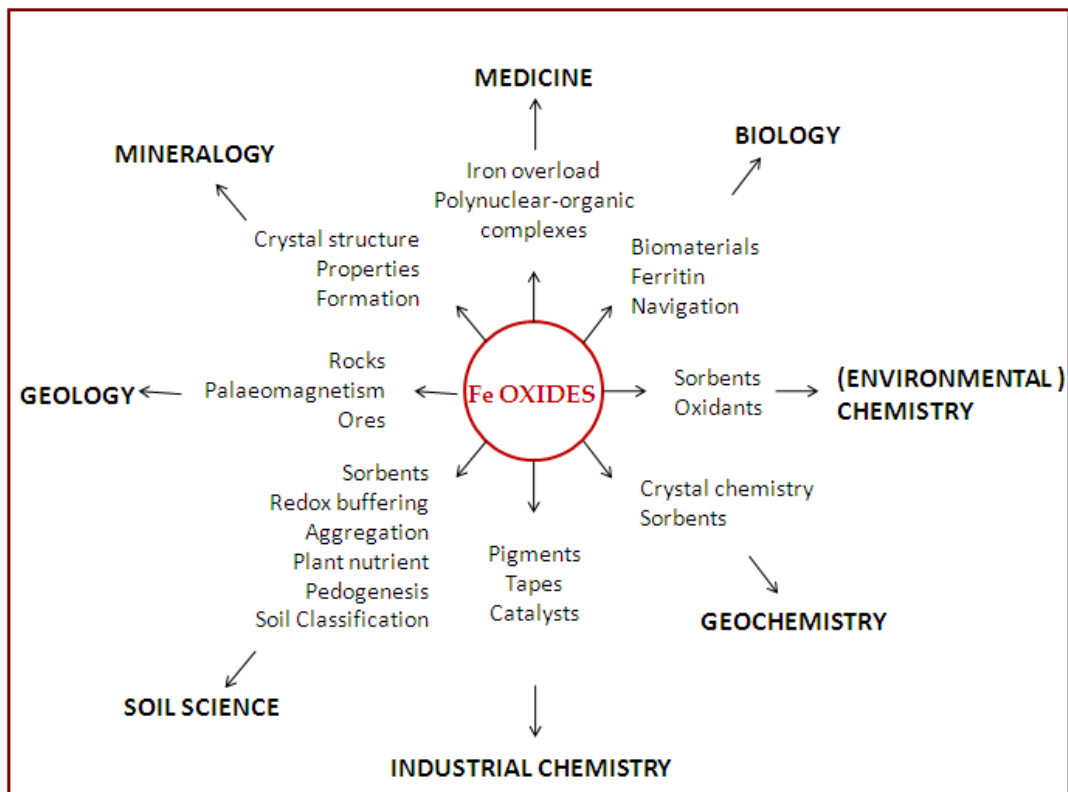 MEDICINE
BIOLOGY
MINERALOGY
Iron overload
Polynuclear-organic
complexes
Crystal structure
Properties
Formation
Biomaterials
Ferritin
Navigation
GEOLOGY
Rocks
Palaeomagnetism
Ores
Fe OXIDES
Sorbents
Oxidants
(ENVIRONMENTAL )
CHEMISTRY
Sorbents
Redox buffering
Aggregation
Plant nutrient
Pedogenesis
Soil Classification
Pigments
Tapes
Catalysts
Crystal chemistry
Sorbents
GEOCHEMISTRY
SOIL SCIENCE
INDUSTRIAL CHEMISTRY